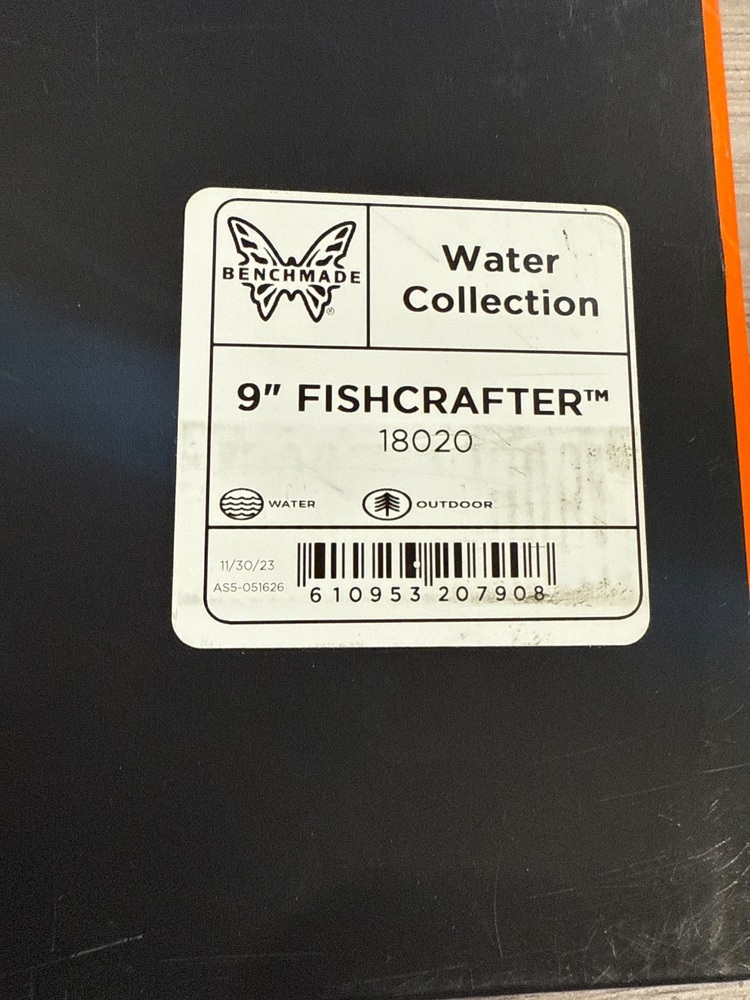 BENCHMADE
®
Water
Collection
9" FISHCRAFTER™
18020
WATER
OUTDOOR
11/30/23
AS5-051626
610953 207908